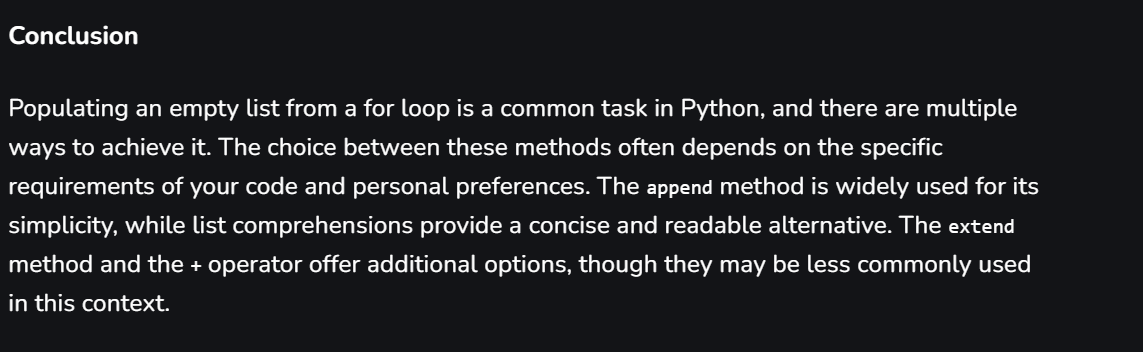 Conclusion
Populating an empty list from a for loop is a common task in Python, and there are multiple
ways to achieve it. The choice between these methods often depends on the specific
requirements of your code and personal preferences. The append method is widely used for its
simplicity, while list comprehensions provide a concise and readable alternative. The extend
method and the + operator offer additional options, though they may be less commonly used
in this context.